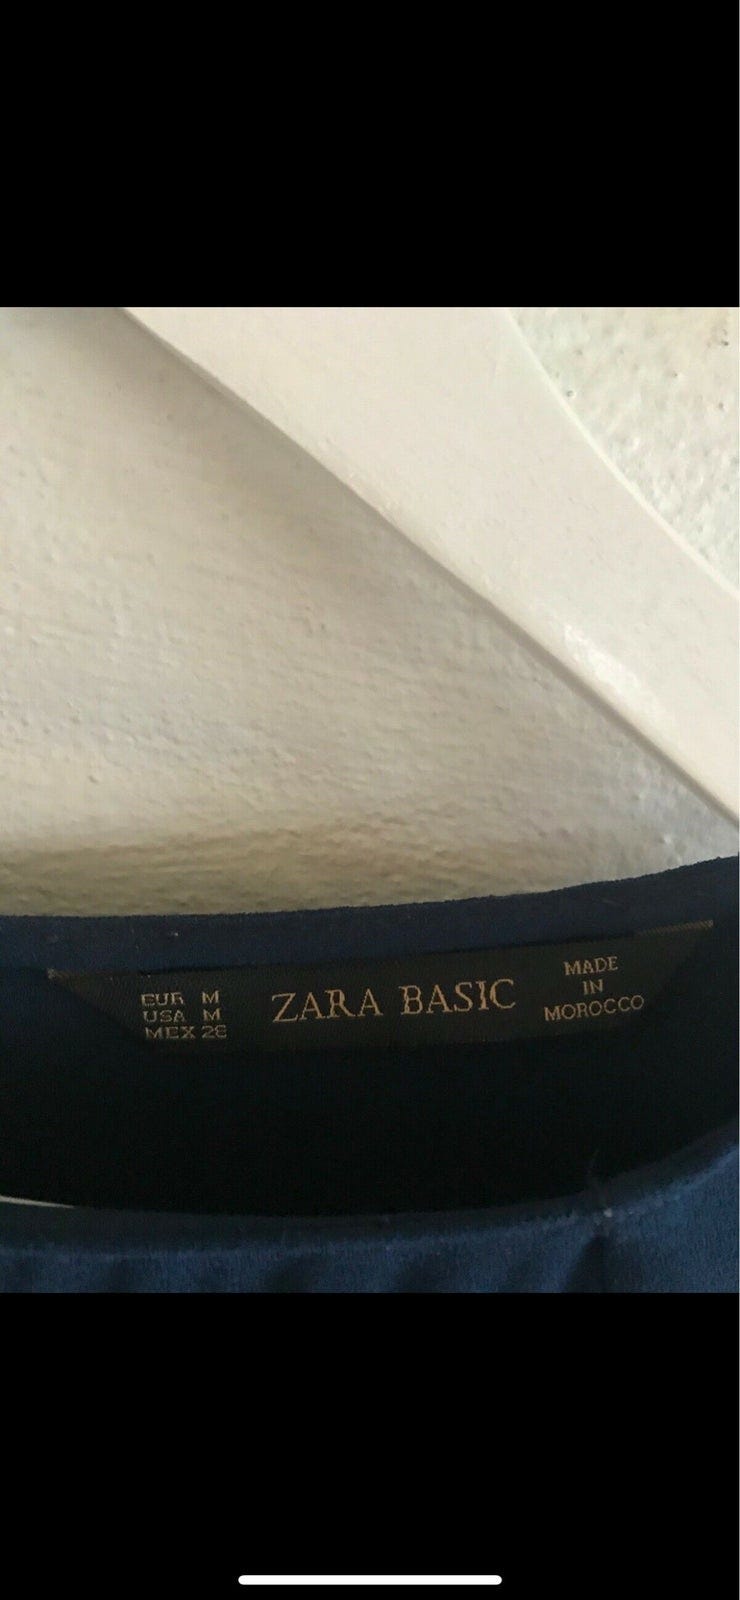 EUR M
USA M
MEX 28
ZARA BASIC
MADE
IN
MOROCCO